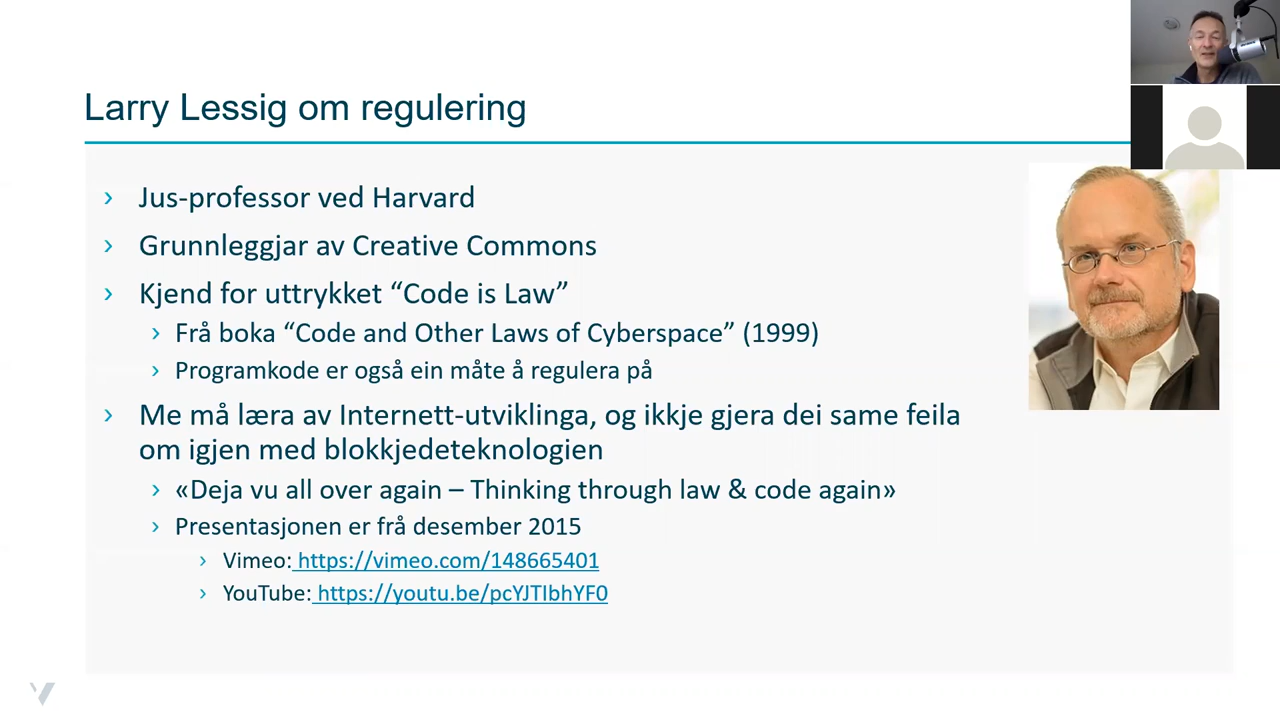 Larry Lessig om regulering
› Jus-professor ved Harvard
› Grunnleggjar av Creative Commons
› Kjend for uttrykket “Code is Law”
› Frå boka “Code and Other Laws of Cyberspace” (1999)
› Programkode er også ein måte å regulera på
› Me må læra av Internett-utviklinga, og ikkje gjera dei same feila
om igjen med blokkjedeteknologien
› «Deja vu all over again – Thinking through law & code again»
› Presentasjonen er frå desember 2015
› Vimeo: https://vimeo.com/148665401
› YouTube: https://youtu.be/pcYJTIbhYF0